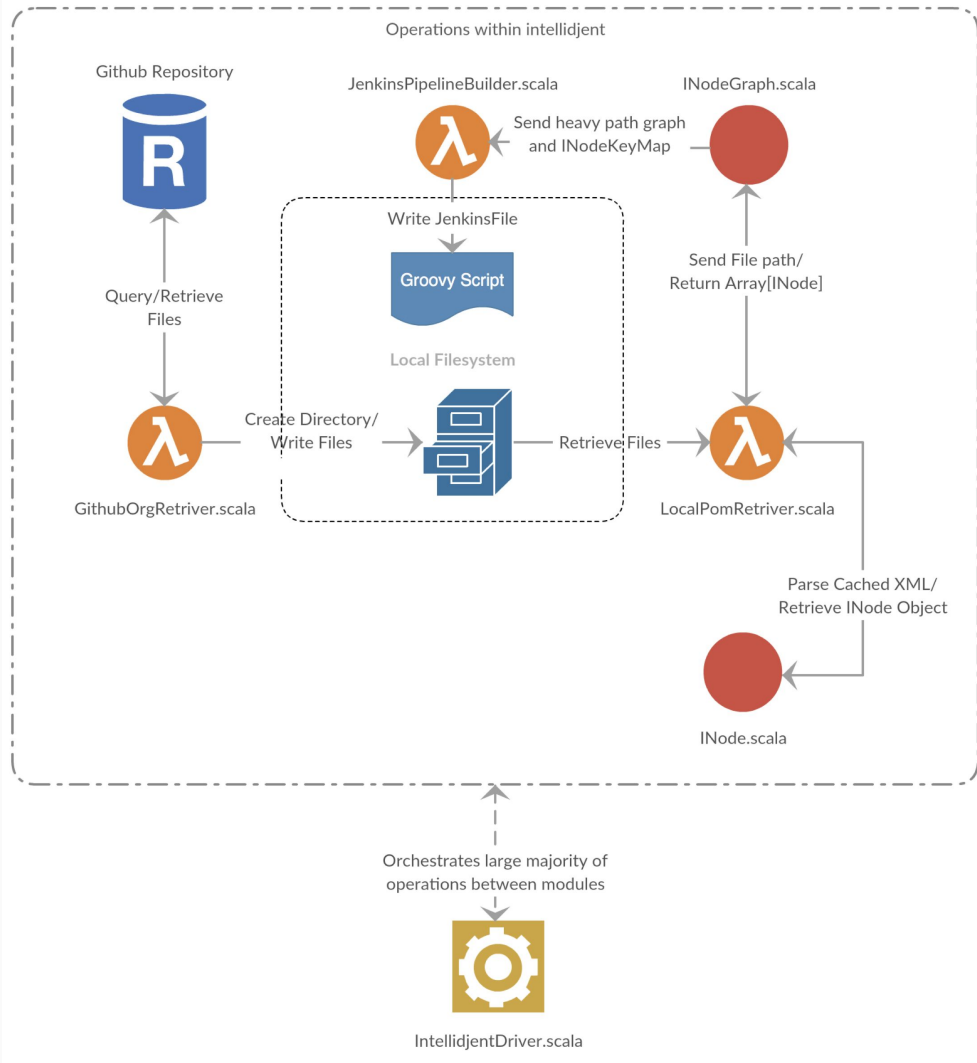 Operations within intellidjent
Github Repository
JenkinsPipelineBuilder.scala
INodeGraph.scala
R
λ
Send heavy path graph
and INodeKeyMap
Write JenkinsFile
Groovy Script
Send File path/
Return Array[INode]
Query/Retrieve
Files
Local Filesystem
λ
Create Directory/
Write Files
Retrieve Files
λ
GithubOrgRetriver.scala
LocalPomRetriver.scala
Parse Cached XML/
Retrieve INode Object
INode.scala
Orchestrates large majority of
operations between modules
IntellidjentDriver.scala